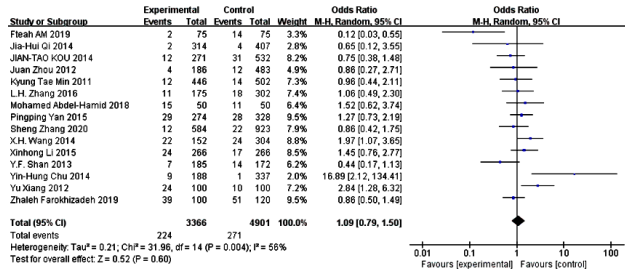 Experimental Control Odds Ratio Odds Ratio
Study or Subgroup Events Total Events Total Weight M-H, Random, 95% CI M-H, Random, 95% CI
Fteah AM 2019 2 75 14 75 3.3% 0.12 [0.03, 0.55]
Jia-Hui Qi 2014 2 314 4 407 2.7% 0.65 [0.12, 3.55]
JIAN-TAO KOU 2014 12 271 31 532 9.2% 0.75 [0.38, 1.48]
Juan Zhou 2012 4 186 12 483 5.2% 0.86 [0.27, 2.71]
Kyung Tae Min 2011 12 446 14 502 8.2% 0.96 [0.44, 2.11]
L.H. Zhang 2016 11 175 18 302 8.2% 1.06 [0.49, 2.30]
Mohamed Abdel-Hamid 2018 15 50 11 50 7.1% 1.52 [0.62, 3.74]
Pingping Yan 2015 29 274 28 328 10.6% 1.27 [0.73, 2.19]
Sheng Zhang 2020 12 584 22 923 8.9% 0.86 [0.42, 1.75]
X.H. Wang 2014 22 152 24 304 9.8% 1.97 [1.07, 3.65]
Xinhong Li 2015 24 266 17 266 9.5% 1.45 [0.76, 2.77]
Y.F. Shan 2013 7 185 14 172 6.7% 0.44 [0.17, 1.13]
Yin-Hung Chu 2014 9 188 1 337 2.0% 16.89 [2.12, 134.41]
Yu Xiang 2012 24 100 10 100 8.0% 2.84 [1.28, 6.32]
Zhaleh Farokhizadeh 2019 39 100 51 120 10.7% 0.86 [0.50, 1.49]
Total (95% CI) 3366 4901 100.0% 1.09 [0.79, 1.50]
Total events 224 271
Heterogeneity: Tau² = 0.21; Chi² = 31.96, df = 14 (P = 0.004); I² = 56%
Test for overall effect: Z = 0.52 (P = 0.60)
0.01 0.1 1 10 100
Favours [experimental] Favours [control]